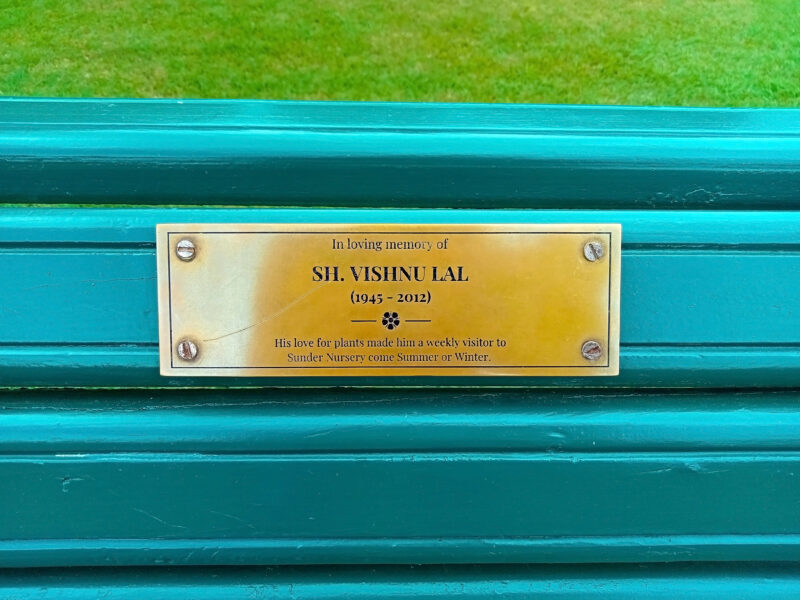 In loving memory of
SH. VISHNU LAL
(1945 - 2012)
His love for plants made him a weekly visitor to
Sunder Nursery come Summer or Winter.